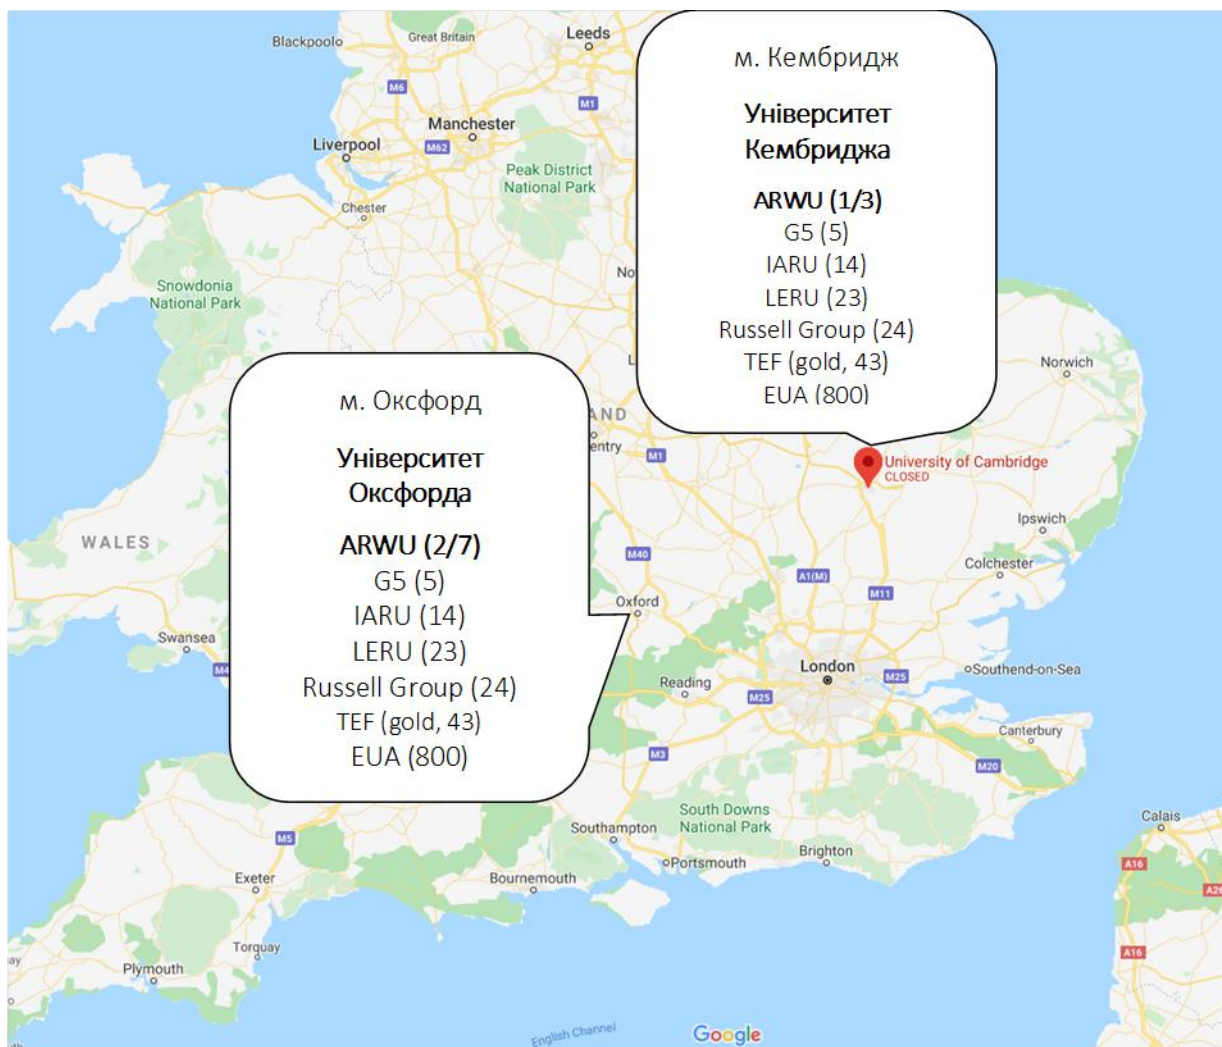 Blackpool
Great Britain
Leeds
M6
M1
Manchester
Liverpool
M62
Peak District
National Park
Chester
Snowdonia
National Park
No
м. Кембридж
Університет
Кембриджа
ARWU (1/3)
G5 (5)
IARU (14)
LERU (23)
Russell Group (24)
TEF (gold, 43)
EUA (800)
Norwich
м. Оксфорд
Університет
Оксфорда
ARWU (2/7)
G5 (5)
IARU (14)
LERU (23)
Russell Group (24)
TEF (gold, 43)
EUA (800)
L
AND
entry
M1
University of Cambridge
CLOSED
Ipswich
WALES
M40
A1(M)
M11
Colchester
Oxford
Swansea
M4
London
Southend-on-Sea
Reading
M25
M25
Canterbury
M3
M20
South Downs
National Park
Southampton
Portsmouth
Brighton
Calais
M5
A16
Exeter
Bournemouth
A26
Torquay
ay
Plymouth
A16
English Channel
Google